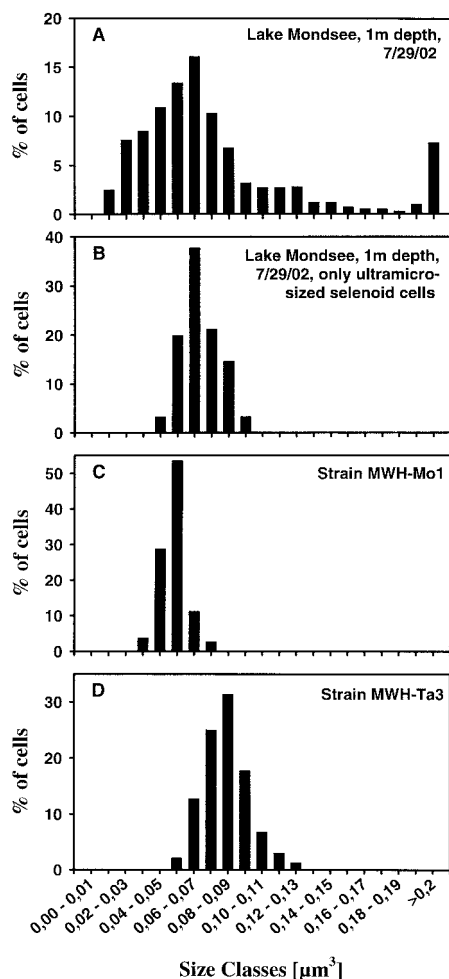 A
Lake Mondsee, 1m depth,
7/29/02
20
15
10
5
0
% of cells
B
Lake Mondsee, 1m depth,
7/29/02, only ultramicro-
sized selenoid cells
40
30
20
10
0
% of cells
C
Strain MWH-Mo1
50
40
30
20
10
0
% of cells
D
Strain MWH-Ta3
30
20
10
0
% of cells
0,00 - 0,01
0,02 - 0,03
0,04 - 0,05
0,06 - 0,07
0,08 - 0,09
0,10 - 0,11
0,12 - 0,13
0,14 - 0,15
0,16 - 0,17
0,18 - 0,19
>0,2
Size Classes [µm³]